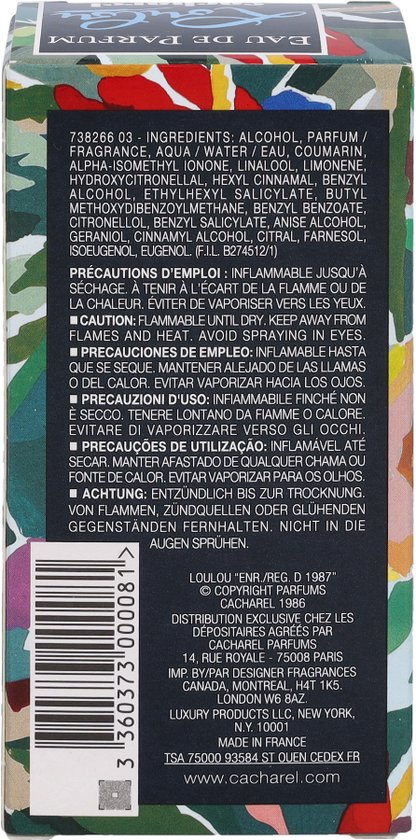 EAU DE PARFUM
Loulou
cacharel
738266 03 - INGREDIENTS: ALCOHOL, PARFUM /
FRAGRANCE, AQUA / WATER / EAU, COUMARIN,
ALPHA-ISOMETHYL IONONE, LINALOOL, LIMONENE,
HYDROXYCITRONELLAL, HEXYL CINNAMAL, BENZYL
ALCOHOL, ETHYLHEXYL SALICYLATE, BUTYL
METHOXYDIBENZOYLMETHANE, BENZYL BENZOATE,
CITRONELLOL, BENZYL SALICYLATE, ANISE ALCOHOL,
GERANIOL, CINNAMYL ALCOHOL, CITRAL, FARNESOL,
ISOEUGENOL, EUGENOL. (F.I.L. B274512/1)
PRÉCAUTIONS D'EMPLOI : INFLAMMABLE JUSQU'À
SÉCHAGE. À TENIR À L'ÉCART DE LA FLAMME OU DE
LA CHALEUR. ÉVITER DE VAPORISER VERS LES YEUX.
■ CAUTION: FLAMMABLE UNTIL DRY. KEEP AWAY FROM
FLAMES AND HEAT. AVOID SPRAYING IN EYES.
■ PRECAUCIONES DE EMPLEO: INFLAMABLE HASTA
QUE SE SEQUE. MANTENER ALEJADO DE LAS LLAMAS
O DEL CALOR. EVITAR VAPORIZAR HACIA LOS OJOS.
■ PRECAUZIONI D'USO: INFIAMMABILE FINCHÉ NON
È SECCO. TENERE LONTANO DA FIAMME O CALORE.
EVITARE DI VAPORIZZARE VERSO GLI OCCHI.
■ PRECAUÇÕES DE UTILIZAÇÃO: INFLAMÁVEL ATÉ
SECAR. MANTER AFASTADO DE QUALQUER CHAMA OU
FONTE DE CALOR. EVITAR VAPORIZAR PARA OS OLHOS.
■ ACHTUNG: ENTZÜNDLICH BIS ZUR TROCKNUNG.
VON FLAMMEN, ZÜNDQUELLEN ODER GLÜHENDEN
GEGENSTÄNDEN FERNHALTEN. NICHT IN DIE
AUGEN SPRÜHEN.
LOULOU "ENR./REG. D 1987"
© COPYRIGHT PARFUMS
CACHAREL 1986
DISTRIBUTION EXCLUSIVE CHEZ LES
DÉPOSITAIRES AGRÉÉS PAR
CACHAREL PARFUMS
14, RUE ROYALE - 75008 PARIS
IMP. BY/PAR DESIGNER FRAGRANCES
CANADA, MONTREAL, H4T 1K5.
LONDON W6 8AZ.
LUXURY PRODUCTS LLC, NEW YORK,
N.Y. 10001
MADE IN FRANCE
TSA 75000 93584 ST OUEN CEDEX FR
www.cacharel.com
3 360373 000081 >